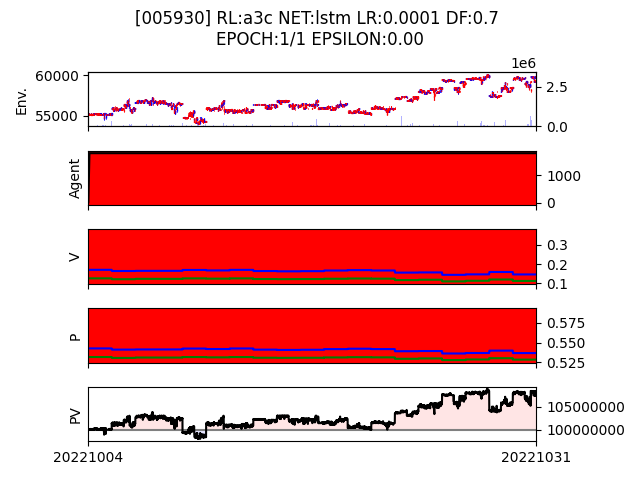 [005930] RL:a3c NET:lstm LR:0.0001 DF:0.7
EPOCH:1/1 EPSILON:0.00
1e6
60000
55000
Env.
2.5
0.0
Agent
1000
0
V
0.3
0.2
0.1
P
0.575
0.550
0.525
PV
105000000
100000000
20221004
20221031